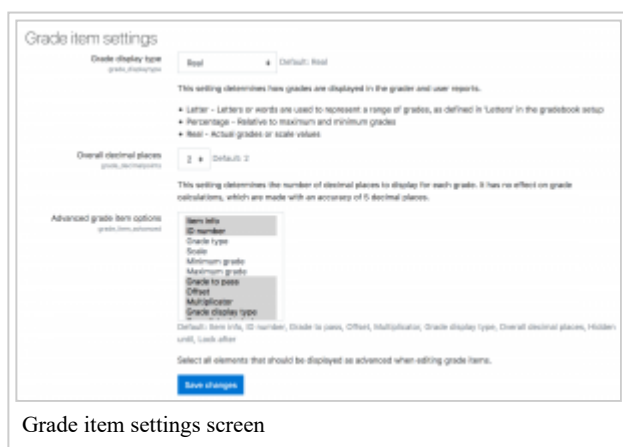 Grade item settings
Grade display type
grade_displaytype
Real
Default: Real
This setting determines how grades are displayed in the grader and user reports.
• Letter - Letters or words are used to represent a range of grades, as defined in 'Letters' in the gradebook setup
• Percentage - Relative to maximum and minimum grades
• Real - Actual grades or scale values
Overall decimal places
grade_decimalpoints
2
Default: 2
This setting determines the number of decimal places to display for each grade. It has no effect on grade
calculations, which are made with an accuracy of 5 decimal places.
Advanced grade item options
grade_item_advanced
Item info
ID number
Grade type
Scale
Minimum grade
Maximum grade
Grade to pass
Offset
Multiplicator
Grade display type
Default: Item info, ID number, Grade to pass, Offset, Multiplicator, Grade display type, Overall decimal places, Hidden
until, Lock after
Select all elements that should be displayed as advanced when editing grade items.
Save changes
Grade item settings screen